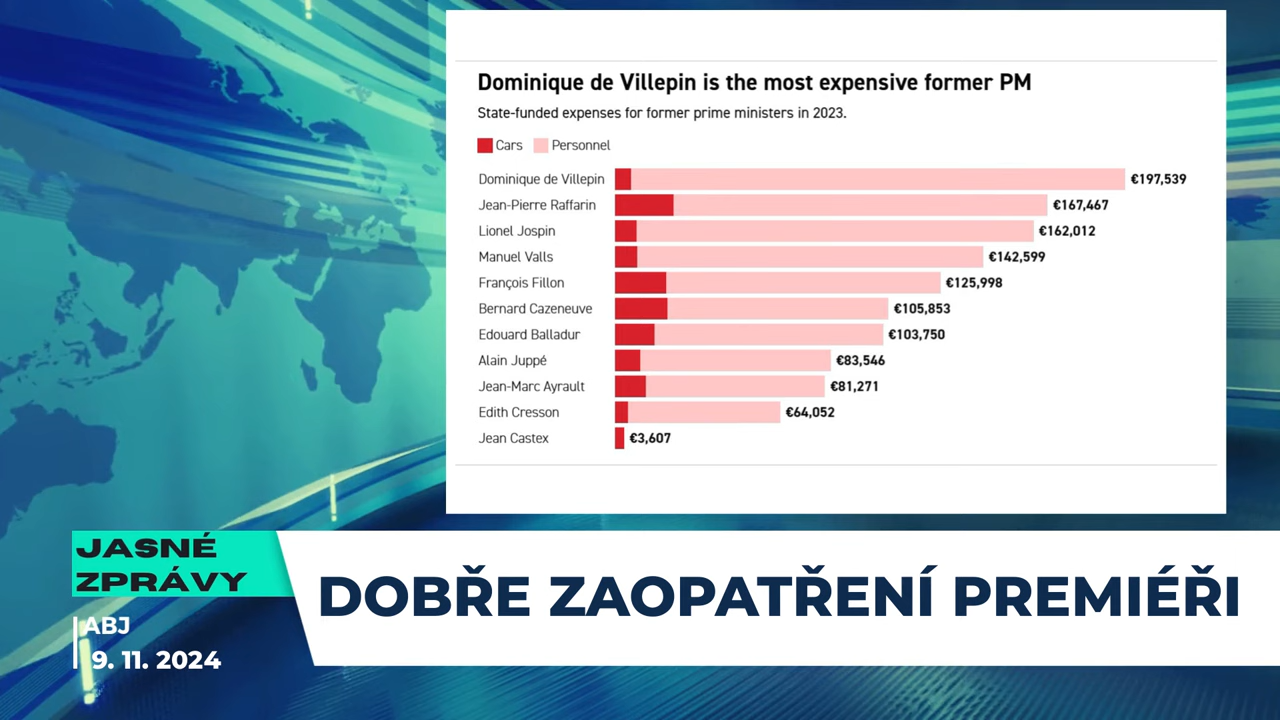 Dominique de Villepin is the most expensive former PM
State-funded expenses for former prime ministers in 2023.
Cars Personnel
Dominique de Villepin €197,539
Jean-Pierre Raffarin €167,467
Lionel Jospin €162,012
Manuel Valls €142,599
François Fillon €125,998
Bernard Cazeneuve €105,853
Edouard Balladur €103,750
Alain Juppé €83,546
Jean-Marc Ayrault €81,271
Edith Cresson €64,052
Jean Castex €3,607
JASNÉ
ZPRÁVY
DOBŘE ZAOPATŘENÍ PREMIÉŘI
ABJ
9. 11. 2024